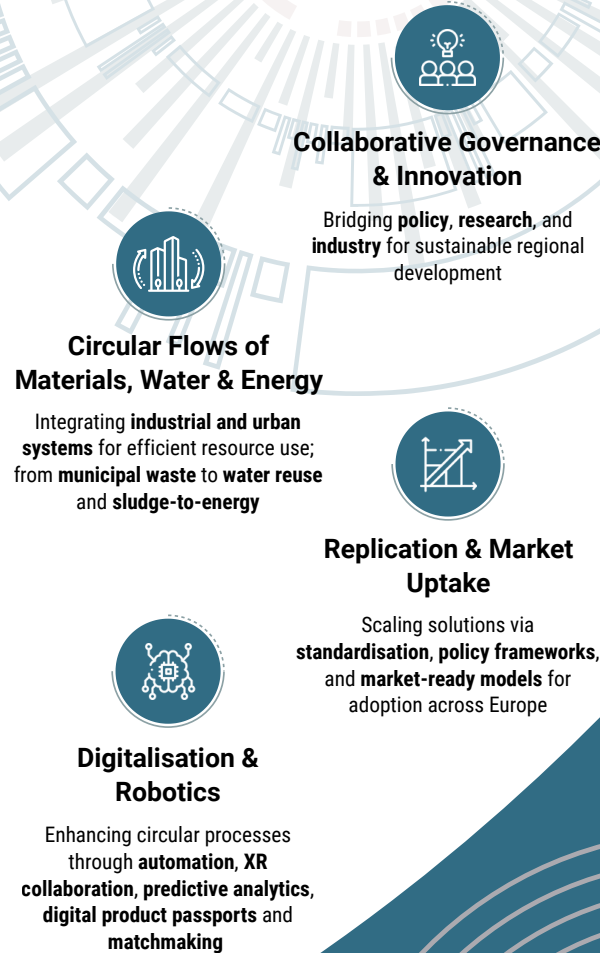 Collaborative Governance
& Innovation
Bridging policy, research, and
industry for sustainable regional
development
Circular Flows of
Materials, Water & Energy
Integrating industrial and urban
systems for efficient resource use;
from municipal waste to water reuse
and sludge-to-energy
Replication & Market
Uptake
Scaling solutions via
standardisation, policy frameworks,
and market-ready models for
adoption across Europe
Digitalisation &
Robotics
Enhancing circular processes
through automation, XR
collaboration, predictive analytics,
digital product passports and
matchmaking